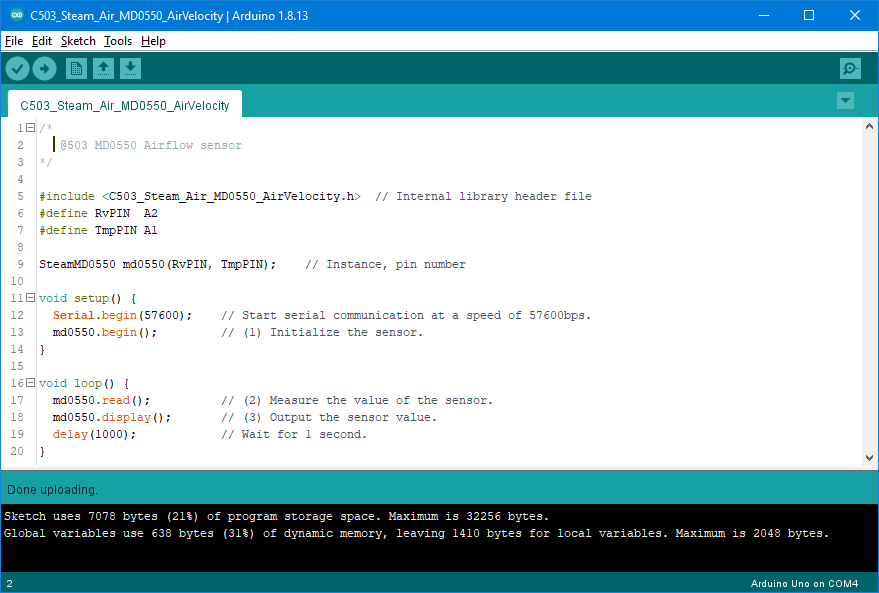 C503_Steam_Air_MD0550_AirVelocity | Arduino 1.8.13
File Edit Sketch Tools Help
C503_Steam_Air_MD0550_AirVelocity
1 /*
2 @503 MD0550 Airflow sensor
3 */
4
5 #include <C503_Steam_Air_MD0550_AirVelocity.h>  // Internal library header file
6 #define RvPIN  A2
7 #define TmpPIN A1
8
9 SteamMD0550 md0550(RvPIN, TmpPIN);    // Instance, pin number
10
11 void setup() {
12   Serial.begin(57600);    // Start serial communication at a speed of 57600bps.
13   md0550.begin();         // (1) Initialize the sensor.
14 }
15
16 void loop() {
17   md0550.read();          // (2) Measure the value of the sensor.
18   md0550.display();       // (3) Output the sensor value.
19   delay(1000);            // Wait for 1 second.
20 }
Done uploading.
Sketch uses 7078 bytes (21%) of program storage space. Maximum is 32256 bytes.
Global variables use 638 bytes (31%) of dynamic memory, leaving 1410 bytes for local variables. Maximum is 2048 bytes.
2 Arduino Uno on COM4